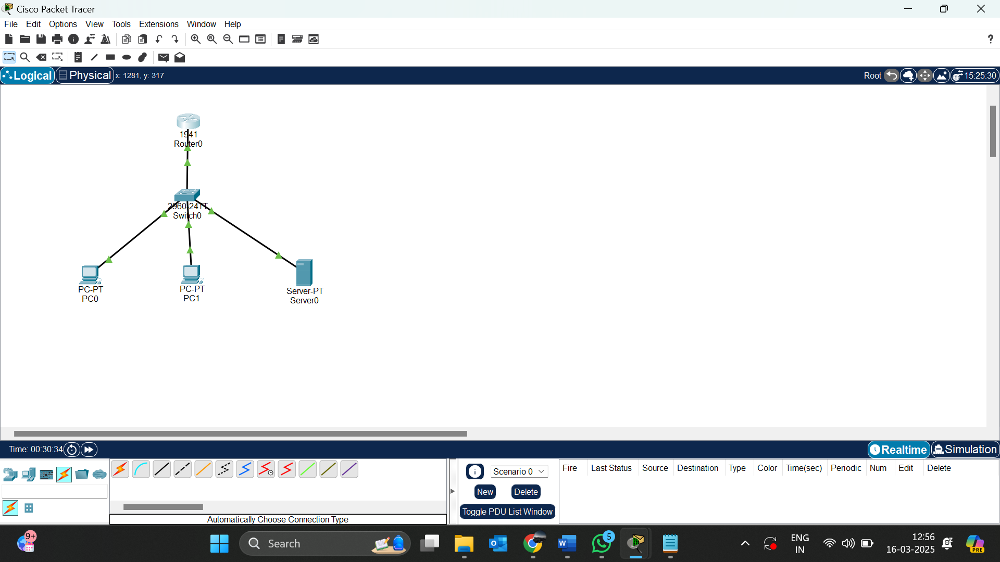 Cisco Packet Tracer
File Edit Options View Tools Extensions Window Help
?
Logical Physical x: 1281, y: 317 Root 15:25:30
1941
Router0
2960-24TT
Switch0
PC-PT
PC0
PC-PT
PC1
Server-PT
Server0
Time: 00:30:34 Realtime Simulation
Scenario 0
New Delete
Toggle PDU List Window
Fire Last Status Source Destination Type Color Time(sec) Periodic Num Edit Delete
Automatically Choose Connection Type
9+
Search
5
ENG
IN
12:56
16-03-2025
PRE